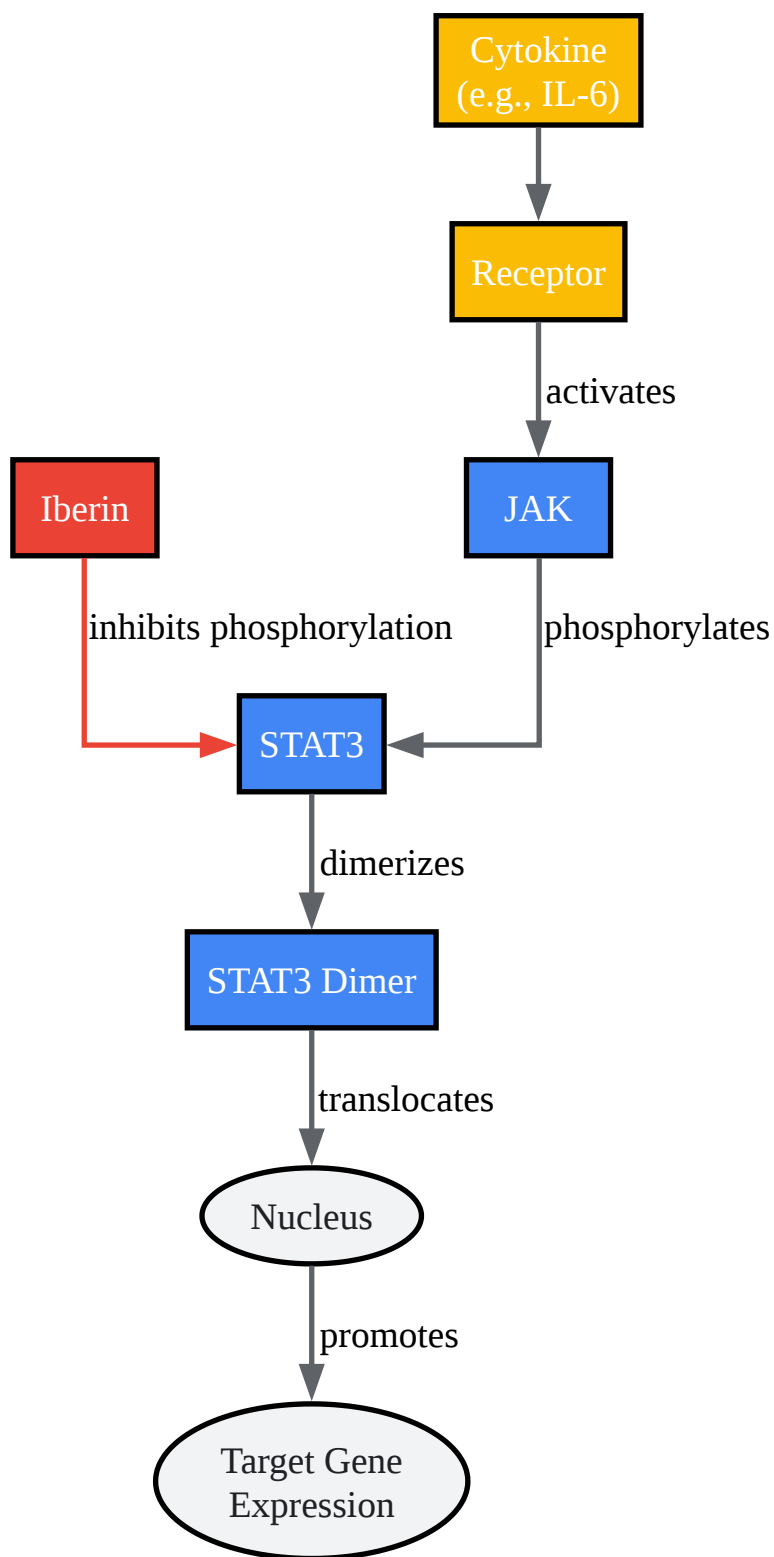 Cytokine
(e.g., IL-6)
Receptor
activates
Iberin
JAK
inhibits phosphorylation
phosphorylates
STAT3
dimerizes
STAT3 Dimer
translocates
Nucleus
promotes
Target Gene
Expression